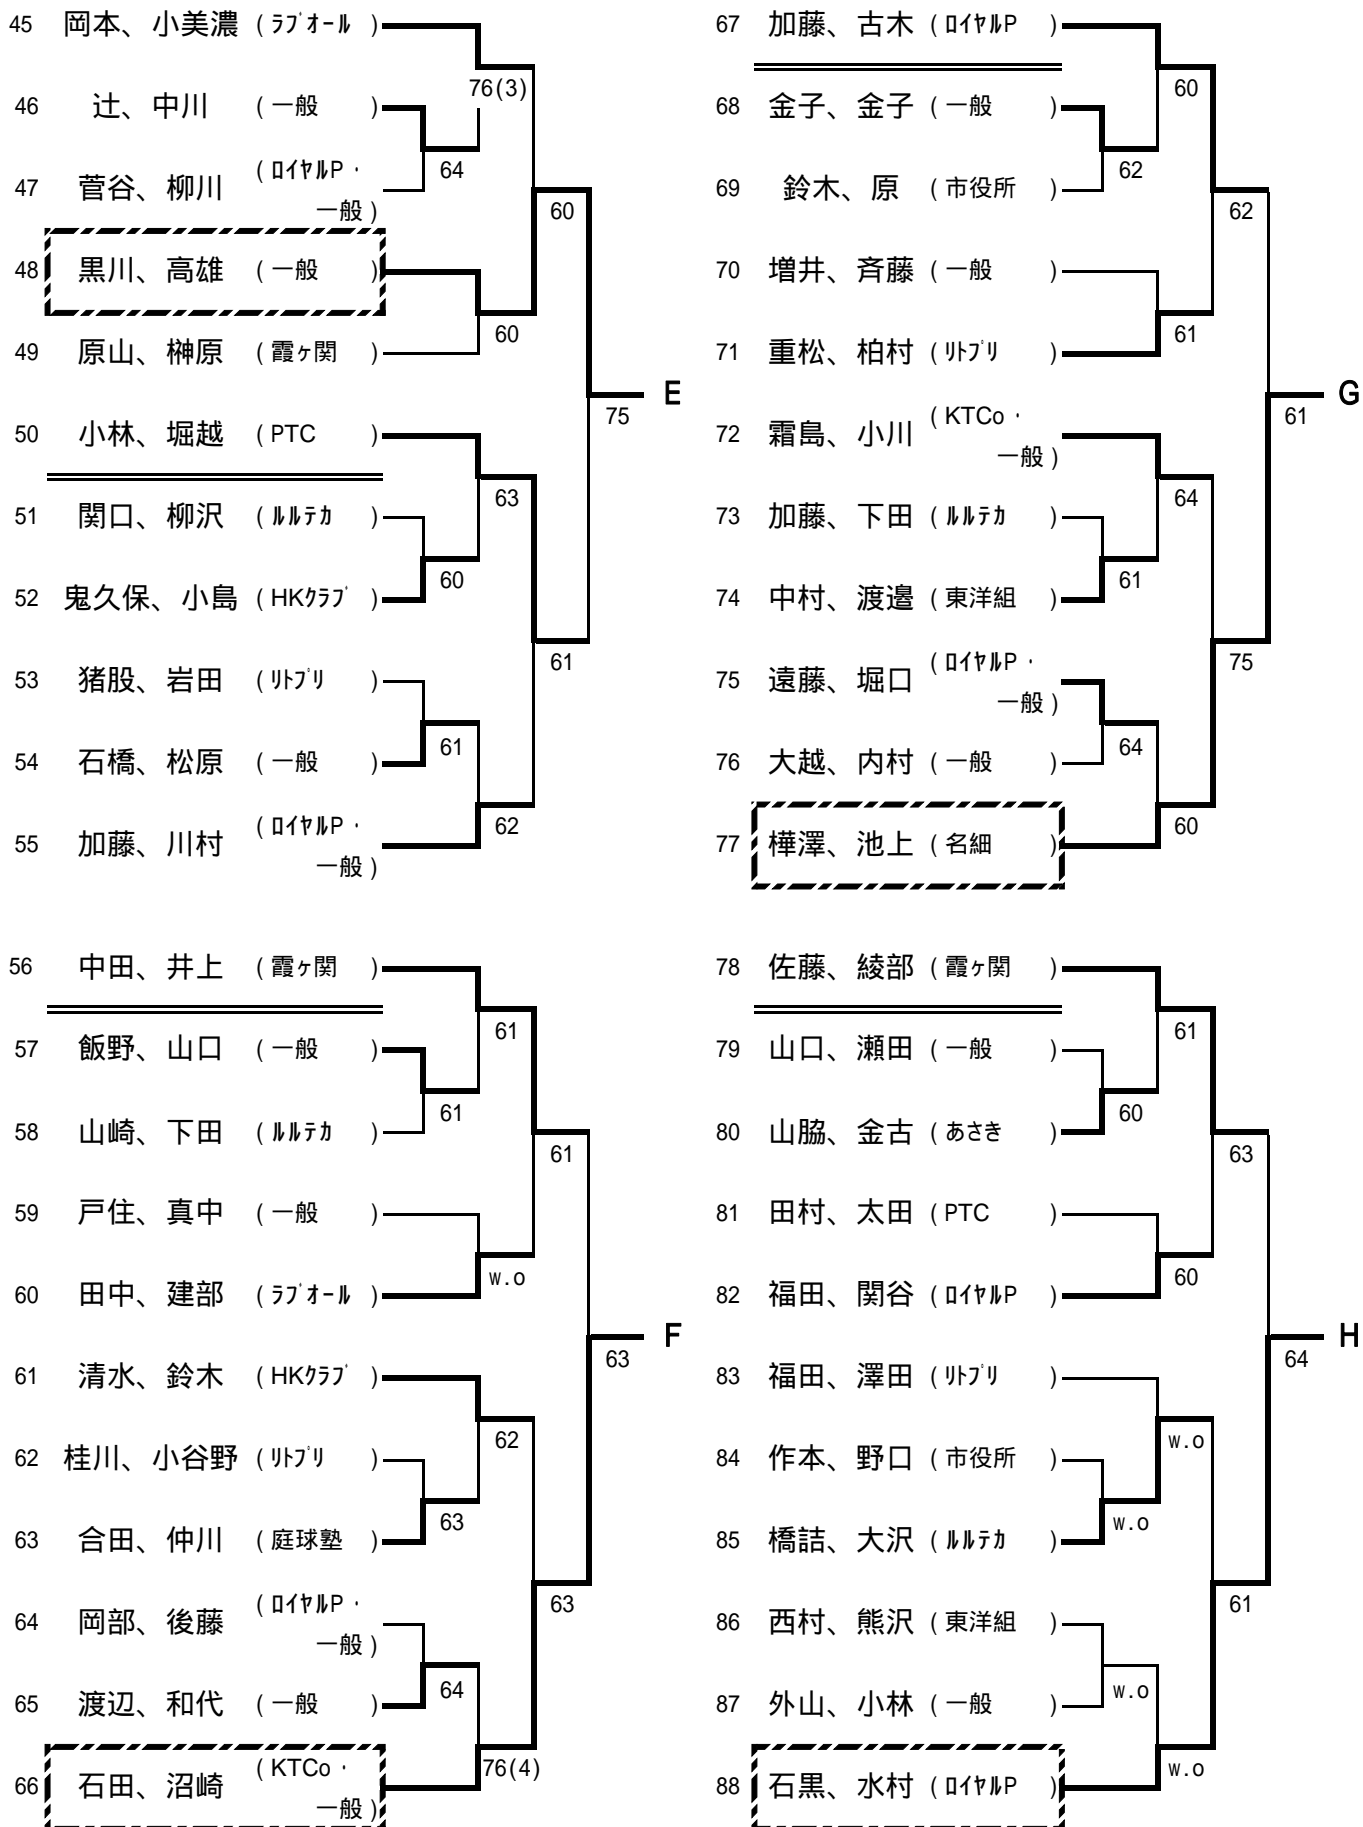 45 岡本、小美濃 (ﾗﾌﾞｵｰﾙ)
76(3)
46 辻、中川 (一般)
64
47 菅谷、柳川 (ﾛｲﾔﾙP・
一般)
60
48 黒川、高雄 (一般)
60
49 原山、榊原 (霞ヶ関)
E
75
50 小林、堀越 (PTC)
63
51 関口、柳沢 (ﾙﾙﾃｶ)
60
52 鬼久保、小島 (HKｸﾗﾌﾞ)
61
53 猪股、岩田 (ﾘﾄﾌﾟﾘ)
61
54 石橋、松原 (一般)
62
55 加藤、川村 (ﾛｲﾔﾙP・
一般)
56 中田、井上 (霞ヶ関)
61
57 飯野、山口 (一般)
61
58 山崎、下田 (ﾙﾙﾃｶ)
61
59 戸住、真中 (一般)
w.o
60 田中、建部 (ﾗﾌﾞｵｰﾙ)
F
63
61 清水、鈴木 (HKｸﾗﾌﾞ)
62
62 桂川、小谷野 (ﾘﾄﾌﾟﾘ)
63
63 合田、仲川 (庭球塾)
63
64 岡部、後藤 (ﾛｲﾔﾙP・
一般)
64
65 渡辺、和代 (一般)
76(4)
66 石田、沼崎 (KTCo・
一般)
67 加藤、古木 (ﾛｲﾔﾙP)
60
68 金子、金子 (一般)
62
69 鈴木、原 (市役所)
62
70 増井、斉藤 (一般)
61
71 重松、柏村 (ﾘﾄﾌﾟﾘ)
G
61
72 霜島、小川 (KTCo・
一般)
64
73 加藤、下田 (ﾙﾙﾃｶ)
61
74 中村、渡邉 (東洋組)
75
75 遠藤、堀口 (ﾛｲﾔﾙP・
一般)
64
76 大越、内村 (一般)
60
77 樺澤、池上 (名細)
78 佐藤、綾部 (霞ヶ関)
61
79 山口、瀬田 (一般)
60
80 山脇、金古 (あさき)
63
81 田村、太田 (PTC)
60
82 福田、関谷 (ﾛｲﾔﾙP)
H
64
83 福田、澤田 (ﾘﾄﾌﾟﾘ)
w.o
84 作本、野口 (市役所)
w.o
85 橋詰、大沢 (ﾙﾙﾃｶ)
61
86 西村、熊沢 (東洋組)
w.o
87 外山、小林 (一般)
w.o
88 石黒、水村 (ﾛｲﾔﾙP)